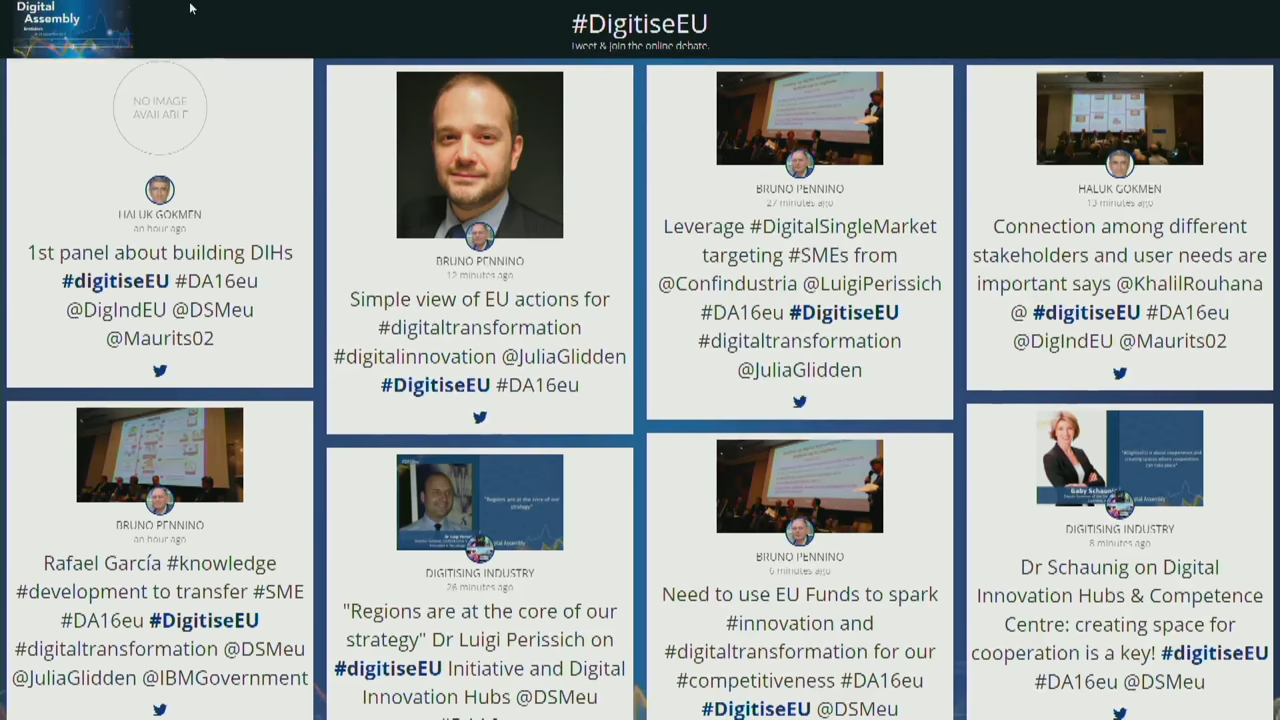 Digital
Assembly
#DigitiseEU
Tweet & join the online debate.
NO IMAGE
AVAILABLE
HALUK GOKMEN
an hour ago
1st panel about building DIHs
#digitiseEU #DA16eu
@DigIndEU @DSMeu
@Maurits02
BRUNO PENNINO
an hour ago
Rafael García #knowledge
#development to transfer #SME
#DA16eu #DigitiseEU
#digitaltransformation @DSMeu
@JuliaGlidden @IBMGovernment
BRUNO PENNINO
12 minutes ago
Simple view of EU actions for
#digitaltransformation
#digitalinnovation @JuliaGlidden
#DigitiseEU #DA16eu
"Regions are at the core of our
strategy"
DIGITISING INDUSTRY
26 minutes ago
"Regions are at the core of our
strategy" Dr Luigi Perissich on
#digitiseEU Initiative and Digital
Innovation Hubs @DSMeu
BRUNO PENNINO
27 minutes ago
Leverage #DigitalSingleMarket
targeting #SMEs from
@Confindustria @LuigiPerissich
#DA16eu #DigitiseEU
#digitaltransformation
@JuliaGlidden
BRUNO PENNINO
6 minutes ago
Need to use EU Funds to spark
#innovation and
#digitaltransformation for our
#competitiveness #DA16eu
#DigitiseEU @DSMeu
HALUK GOKMEN
13 minutes ago
Connection among different
stakeholders and user needs are
important says @KhalilRouhana
@ #digitiseEU #DA16eu
@DigIndEU @Maurits02
Gaby Schaunig
DIGITISING INDUSTRY
8 minutes ago
Dr Schaunig on Digital
Innovation Hubs & Competence
Centre: creating space for
cooperation is a key! #digitiseEU
#DA16eu @DSMeu